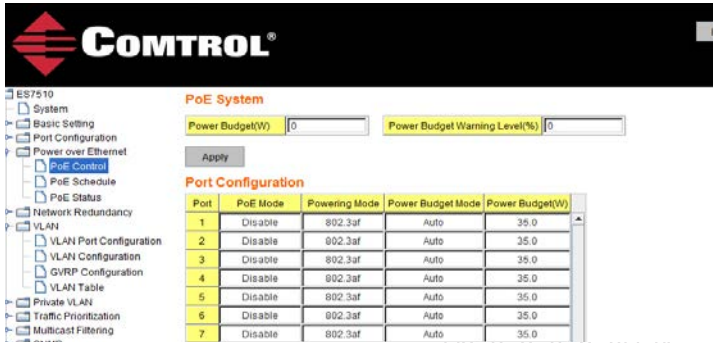 COMTROL®
ES7510
System
Basic Setting
Port Configuration
Power over Ethernet
PoE Control
PoE Schedule
PoE Status
Network Redundancy
VLAN
VLAN Port Configuration
VLAN Configuration
GVRP Configuration
VLAN Table
Private VLAN
Traffic Prioritization
Multicast Filtering
PoE System
Power Budget(W) 0 Power Budget Warning Level(%) 0
Apply
Port Configuration
Port PoE Mode Powering Mode Power Budget Mode Power Budget(W)
1 Disable 802.3af Auto 35.0
2 Disable 802.3af Auto 35.0
3 Disable 802.3af Auto 35.0
4 Disable 802.3af Auto 35.0
5 Disable 802.3af Auto 35.0
6 Disable 802.3af Auto 35.0
7 Disable 802.3af Auto 35.0